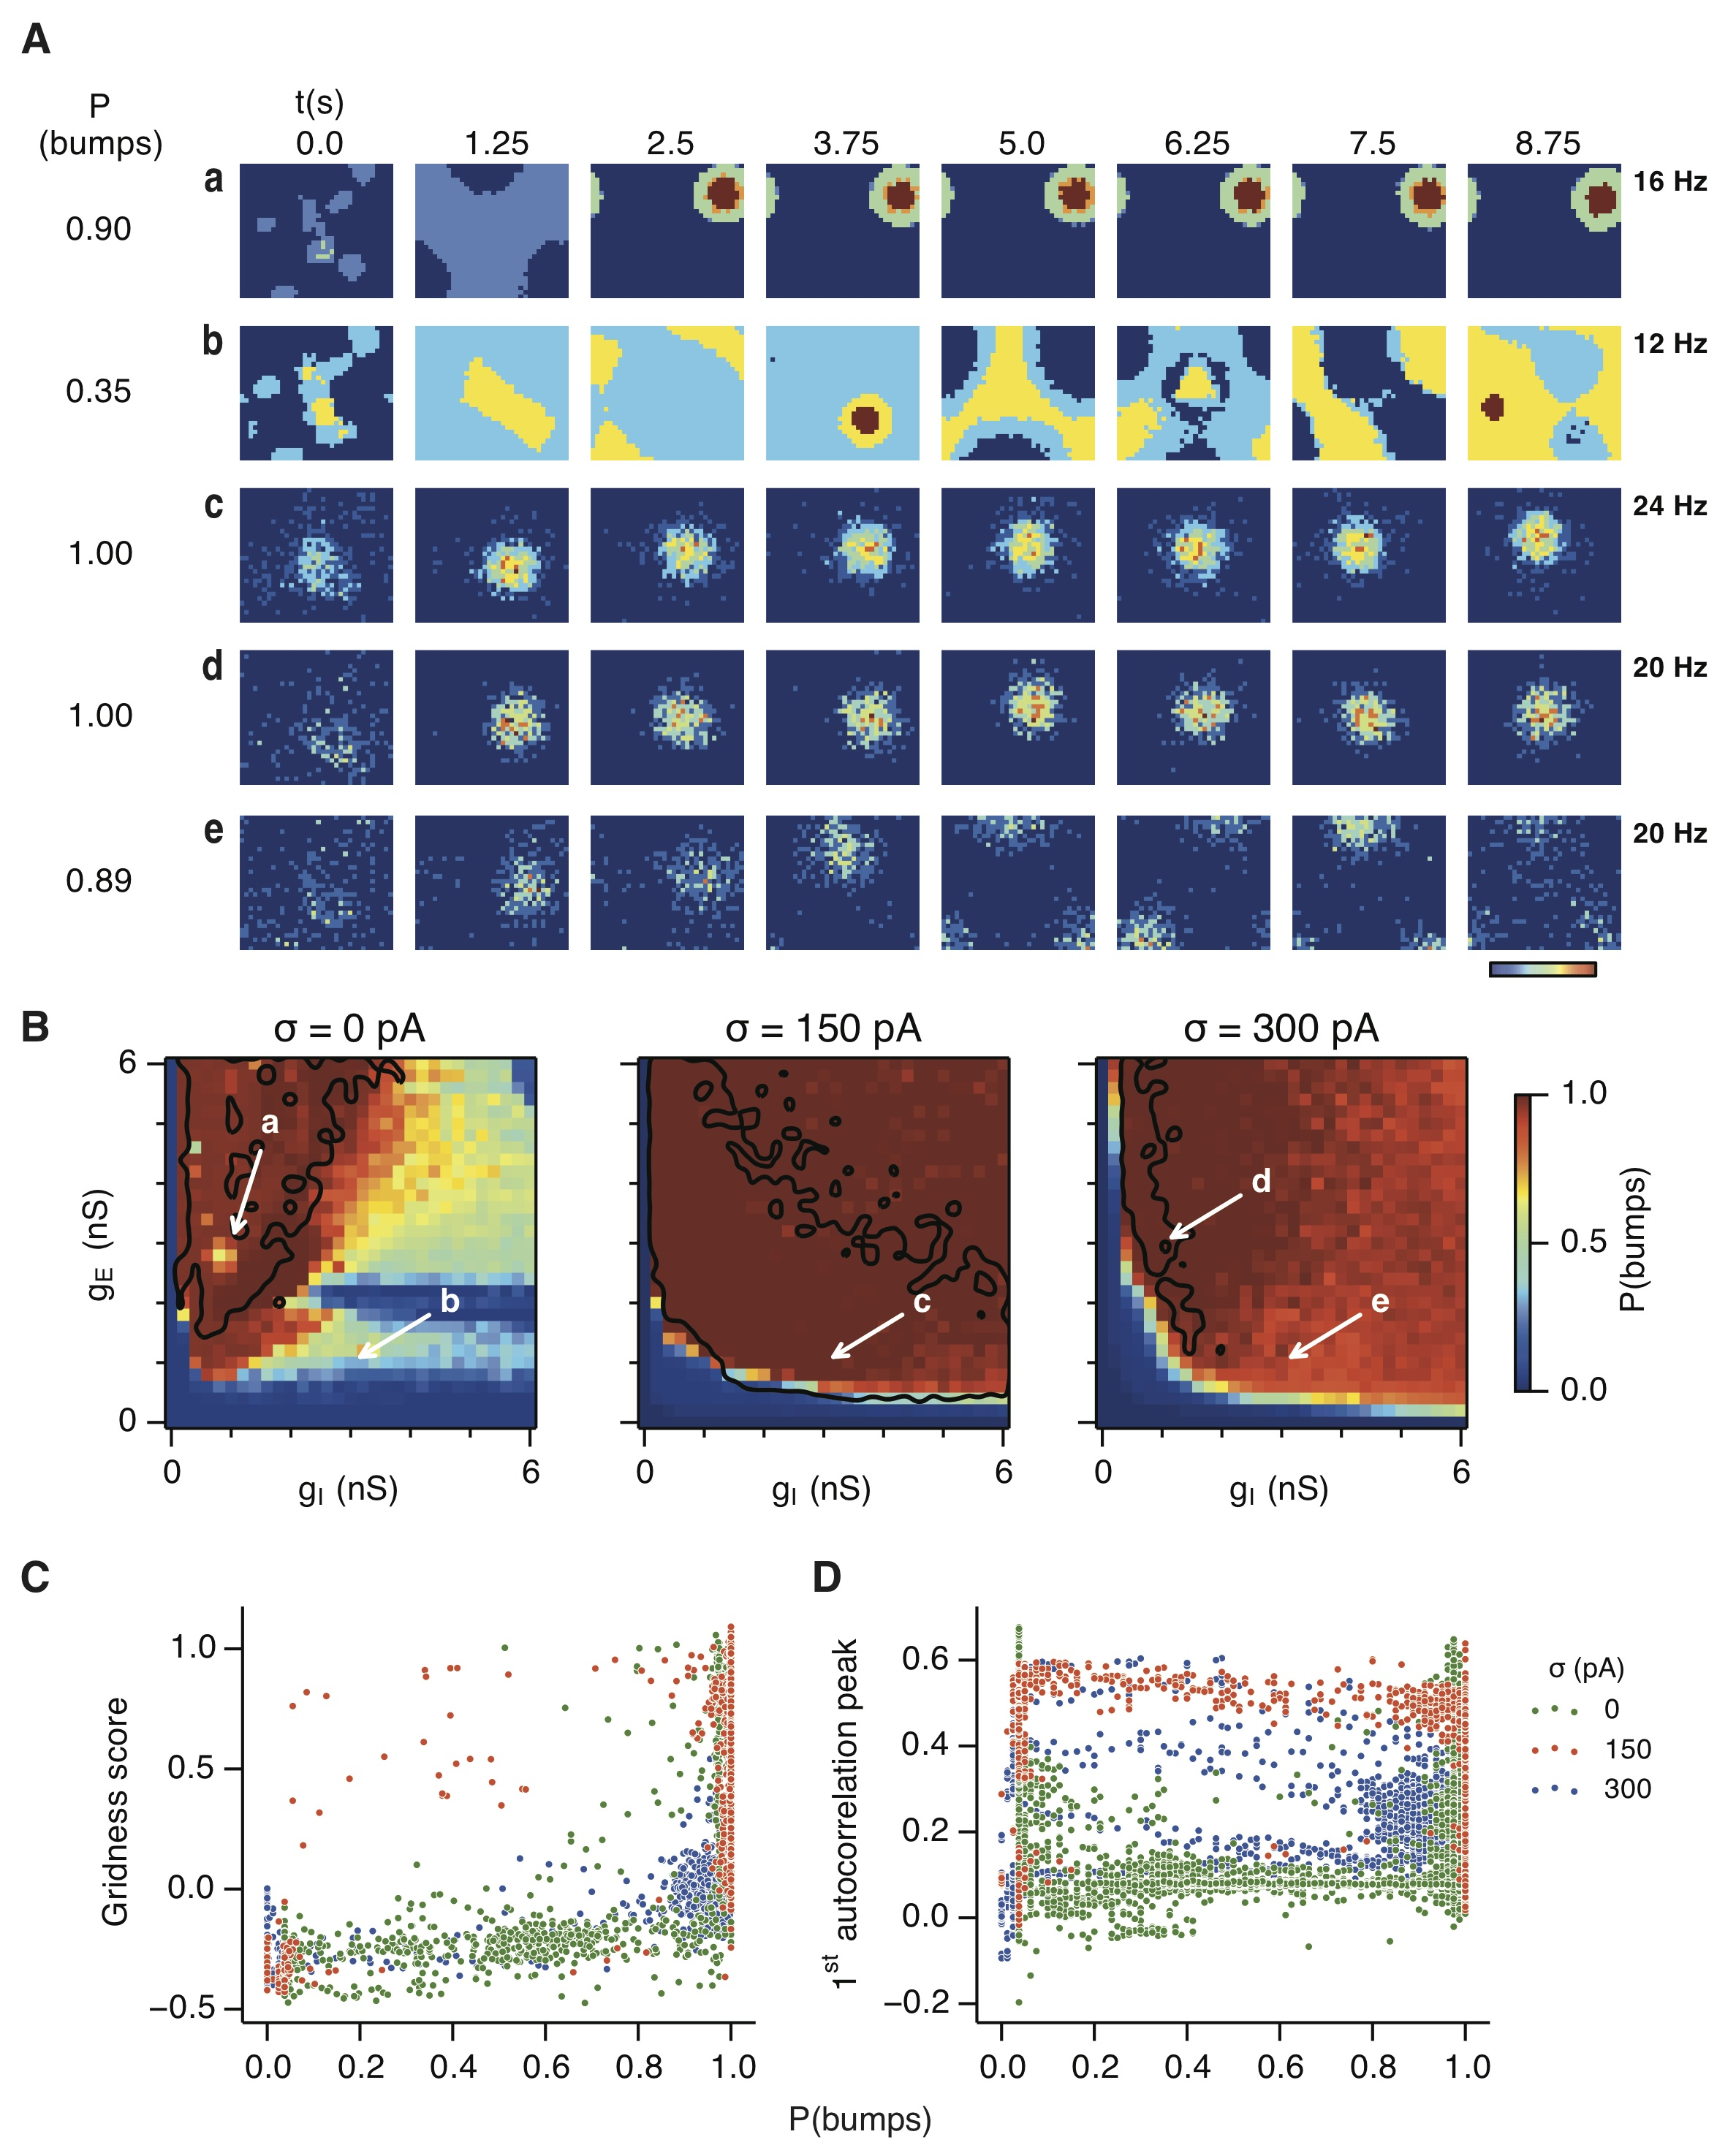 A
P
(bumps)
t(s)
0.0 1.25 2.5 3.75 5.0 6.25 7.5 8.75
a 0.90 16 Hz
b 0.35 12 Hz
c 1.00 24 Hz
d 1.00 20 Hz
e 0.89 20 Hz
B
σ = 0 pA σ = 150 pA σ = 300 pA
6
0
gE (nS)
a
b
c
d
e
0 6 0 6 0 6
gI (nS) gI (nS) gI (nS)
1.0
0.5
0.0
P(bumps)
C
Gridness score
1.0
0.5
0.0
−0.5
0.0 0.2 0.4 0.6 0.8 1.0
D
1st autocorrelation peak
0.6
0.4
0.2
0.0
−0.2
0.0 0.2 0.4 0.6 0.8 1.0
σ (pA)
0
150
300
P(bumps)